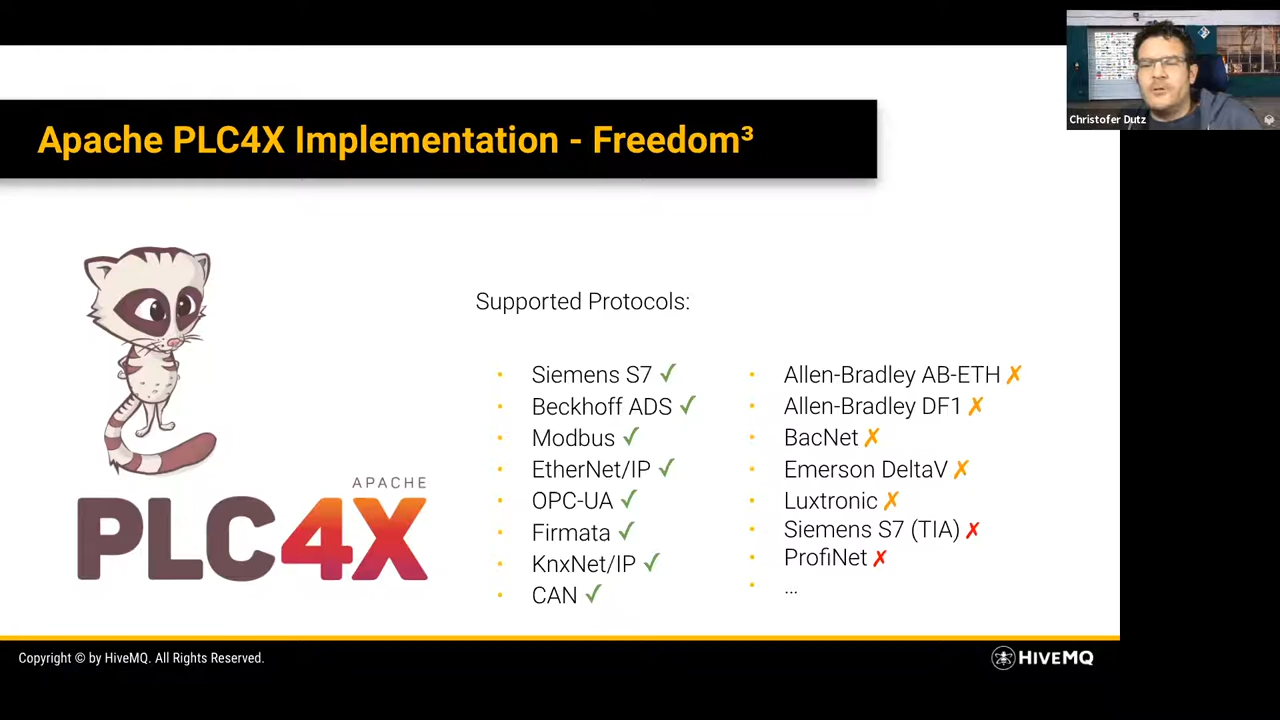 Christofer Dutz
Apache PLC4X Implementation - Freedom³
Supported Protocols:
· Siemens S7 ✓
· Beckhoff ADS ✓
· Modbus ✓
· EtherNet/IP ✓
· OPC-UA ✓
· Firmata ✓
· KnxNet/IP ✓
· CAN ✓
· Allen-Bradley AB-ETH ✗
· Allen-Bradley DF1 ✗
· BacNet ✗
· Emerson DeltaV ✗
· Luxtronic ✗
· Siemens S7 (TIA) ✗
· ProfiNet ✗
· ...
APACHE
PLC4X
Copyright © by HiveMQ. All Rights Reserved.
HIVEMQ